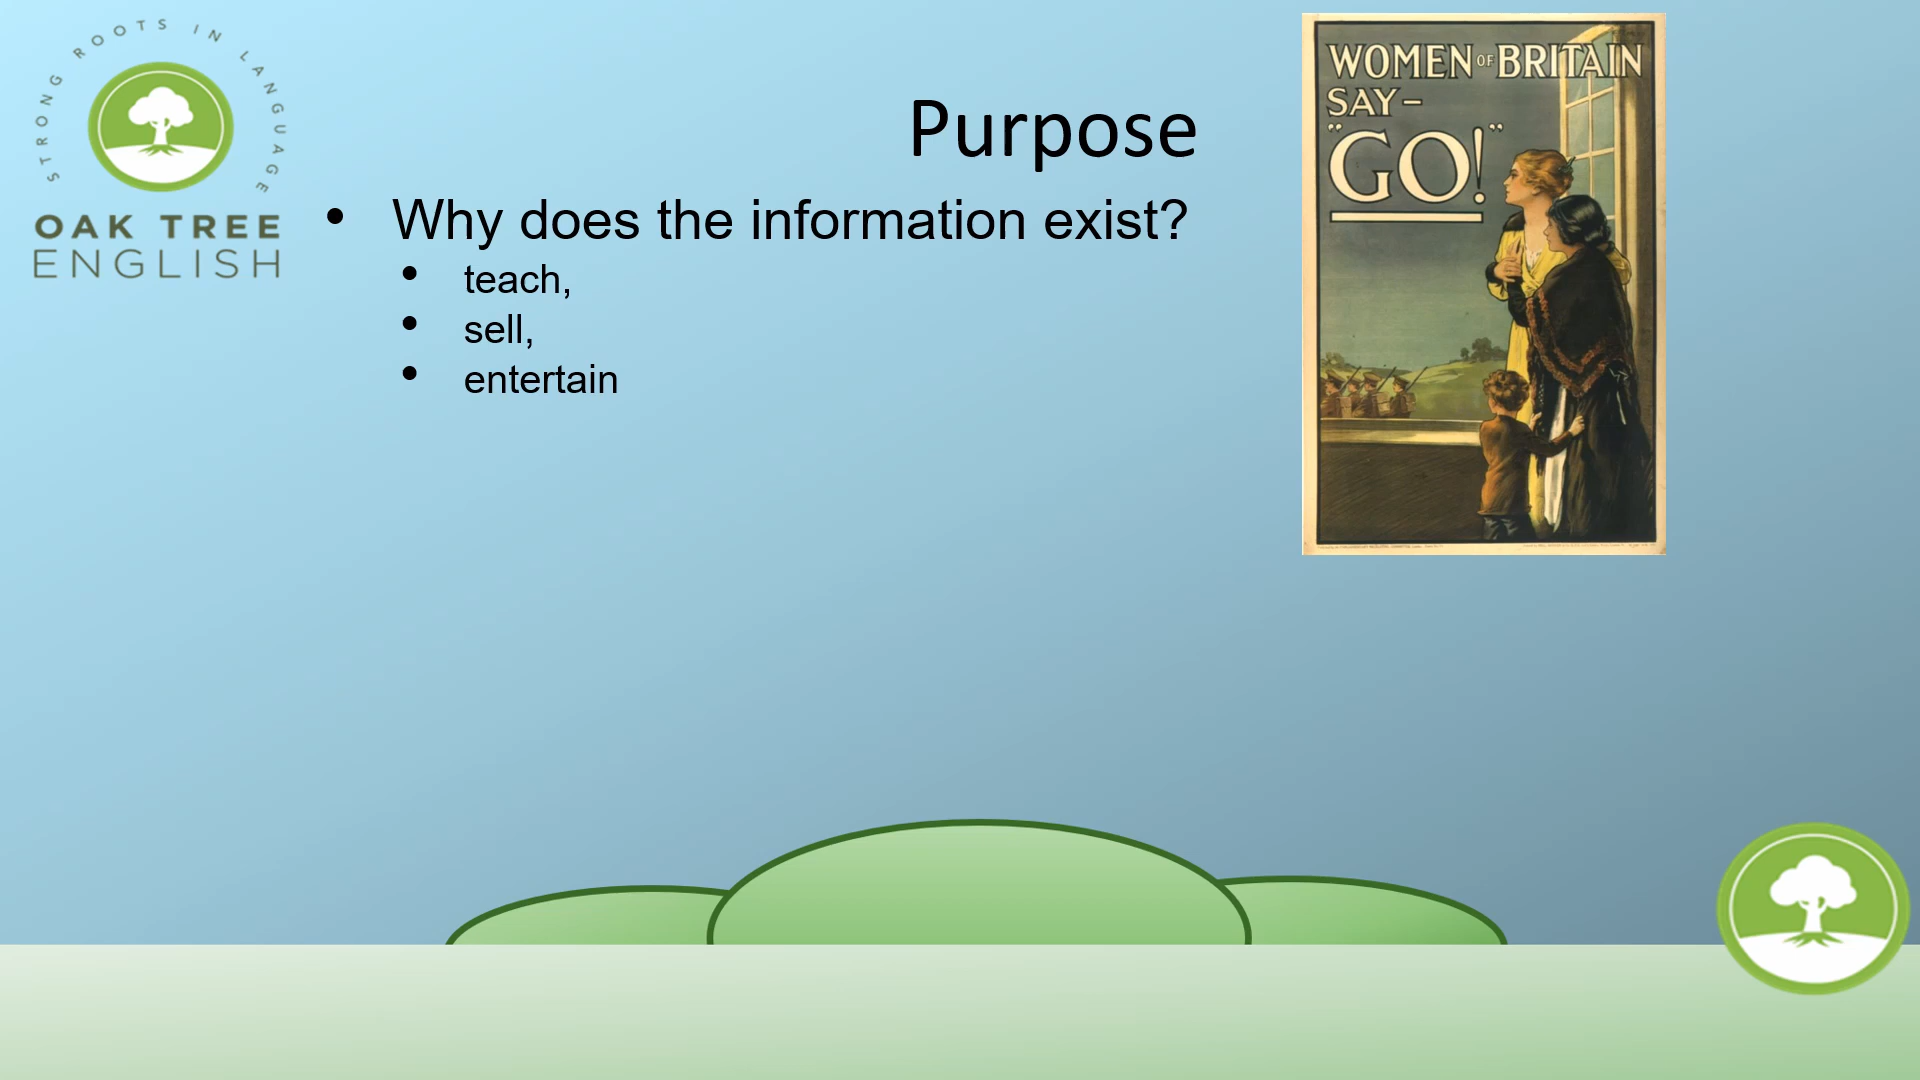 STRONG ROOTS IN LANGUAGE
OAK TREE
ENGLISH
Purpose
• Why does the information exist?
• teach,
• sell,
• entertain
WOMEN OF BRITAIN
SAY–
"GO!"